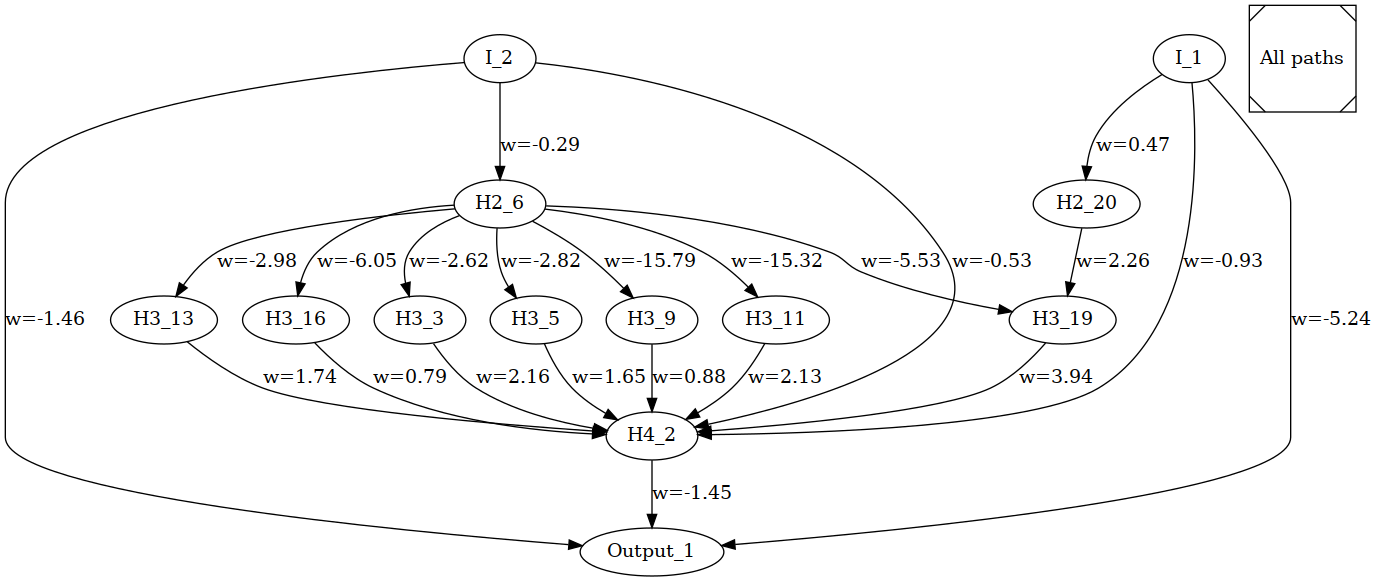 I_2
I_1
All paths
w=-0.29
w=0.47
H2_6
H2_20
w=-2.98
w=-6.05
w=-2.62
w=-2.82
w=-15.79
w=-15.32
w=-5.53
w=-0.53
w=2.26
w=-0.93
w=-1.46
H3_13
H3_16
H3_3
H3_5
H3_9
H3_11
H3_19
w=-5.24
w=1.74
w=0.79
w=2.16
w=1.65
w=0.88
w=2.13
w=3.94
H4_2
w=-1.45
Output_1